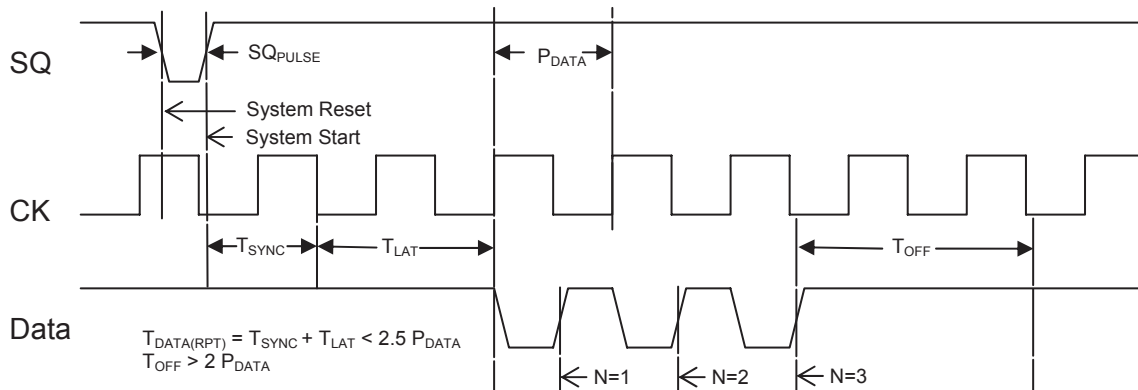 SQ
SQPULSE
PDATA
System Reset
System Start
CK
TSYNC
TLAT
TOFF
Data
TDATA(RPT) = TSYNC + TLAT < 2.5 PDATA
TOFF > 2 PDATA
N=1
N=2
N=3